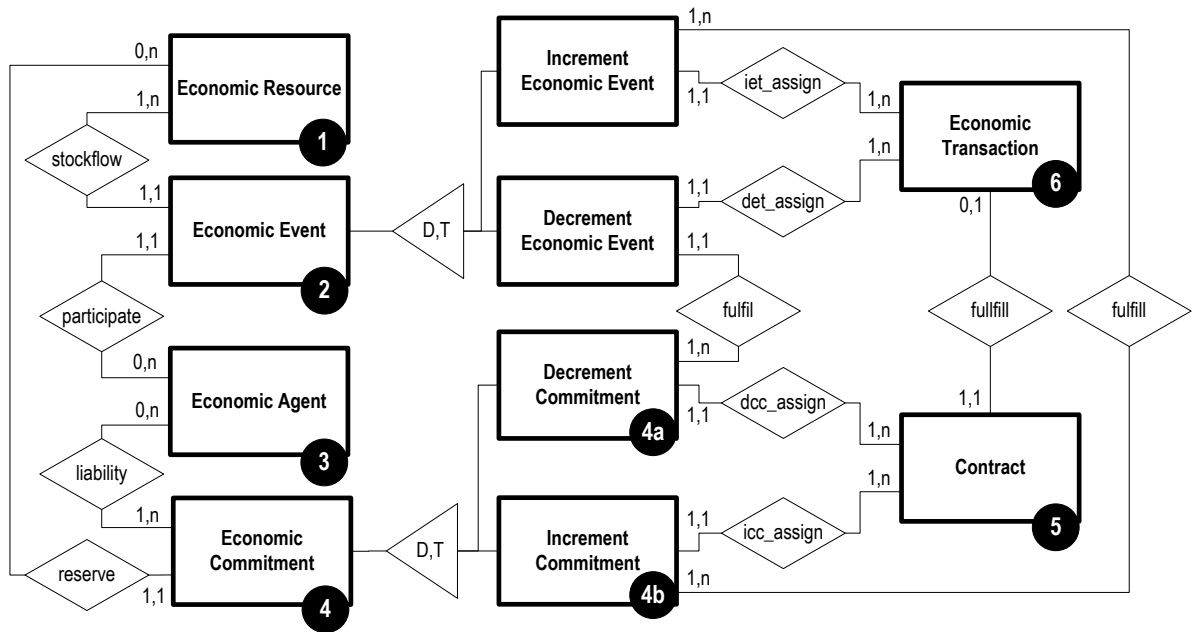 1,n
0,n
Economic Resource
1,n
1
Increment
Economic Event
1,1
iet_assign
1,n
Economic
Transaction
6
1,n
0,1
stockflow
1,1
Economic Event
2
D,T
Decrement
Economic Event
1,1
det_assign
1,1
1,1
participate
0,n
fulfil
fullfill
fulfill
Economic Agent
3
0,n
liability
1,n
1,n
Decrement
Commitment
4a
1,1
dcc_assign
1,n
1,1
Contract
5
1,n
Economic
Commitment
4
reserve
1,1
D,T
Increment
Commitment
4b
1,1
icc_assign
1,n